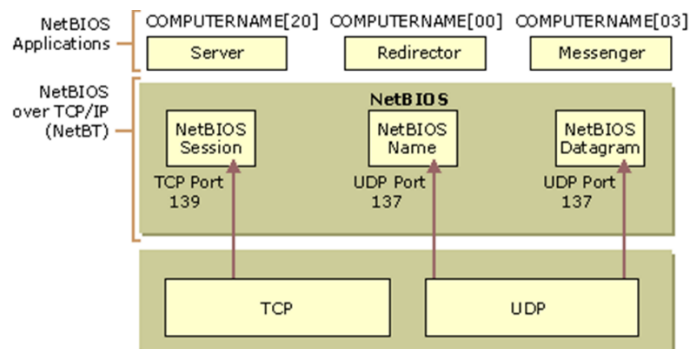 NetBIOS
Applications
COMPUTERNAME[20] COMPUTERNAME[00] COMPUTERNAME[03]
Server
Redirector
Messenger
NetBIOS
over TCP/IP
(NetBT)
NetBIOS
NetBIOS
Session
NetBIOS
Name
NetBIOS
Datagram
TCP Port
139
UDP Port
137
UDP Port
137
TCP
UDP